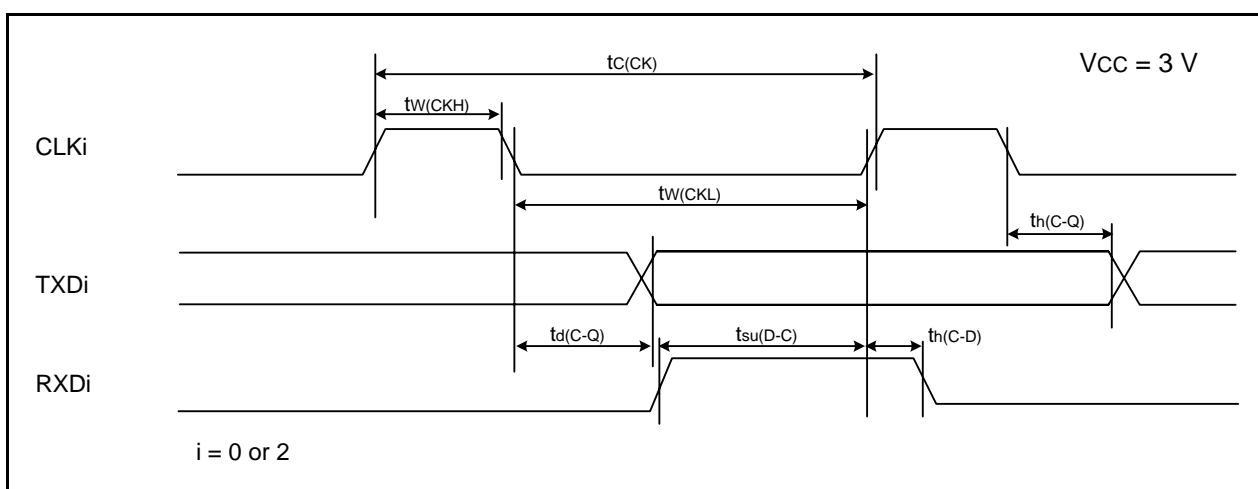 tC(CK)
VCC = 3 V
tW(CKH)
CLKi
tW(CKL)
th(C-Q)
TXDi
td(C-Q)
tsu(D-C)
th(C-D)
RXDi
i = 0 or 2